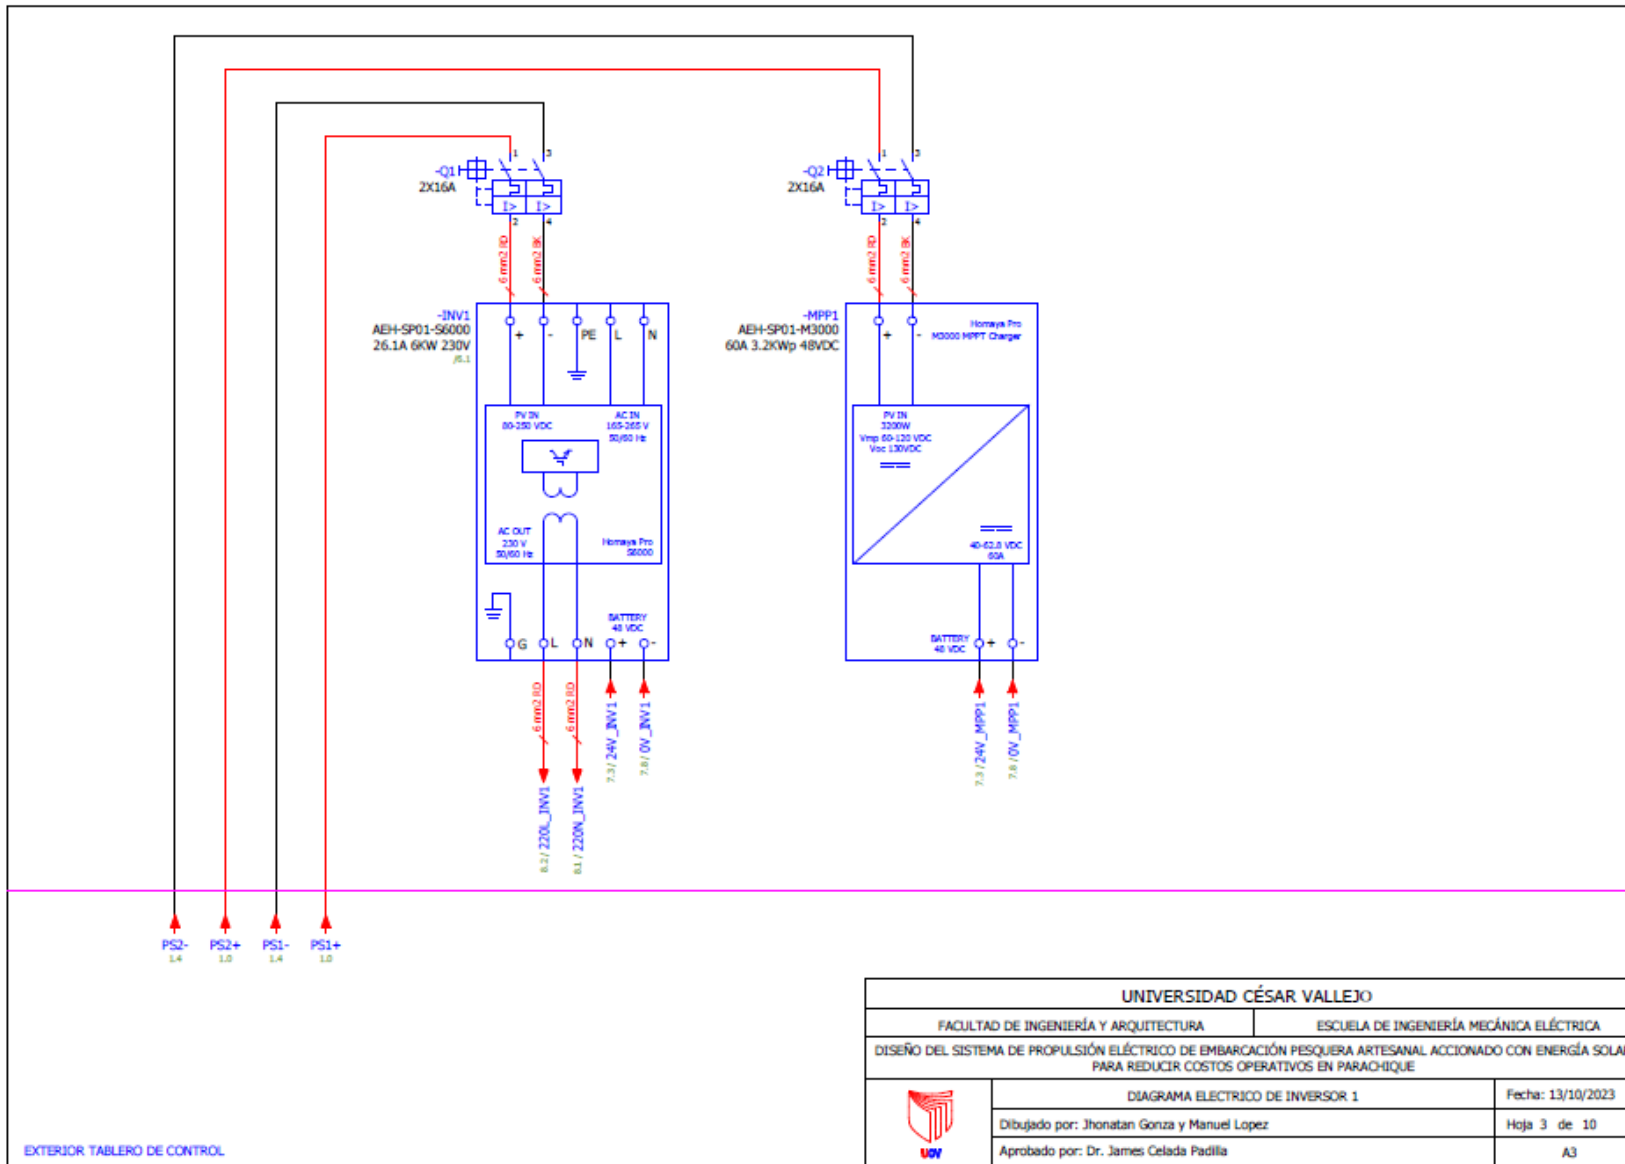 -Q1
2X16A
1
3
I>
I>
2
4
6 mm2 RD
6 mm2 BK
-Q2
2X16A
1
3
I>
I>
2
4
6 mm2 RD
6 mm2 BK
-INV1
AEH-SP01-S6000
26.1A 6KW 230V
/6.1
+
-
PE
L
N
PV IN
80-250 VDC
AC IN
165-265 V
50/60 Hz
AC OUT
230 V
50/60 Hz
Homaya Pro
S6000
BATTERY
48 VDC
G
L
N
+
-
6 mm2 RD
6 mm2 RD
8.2 / 220L_INV1
8.1 / 220N_INV1
7.3 / 24V_INV1
7.8 / 0V_INV1
-MPP1
AEH-SP01-M3000
60A 3.2KWp 48VDC
+
-
Homaya Pro
M3000 MPPT Charger
PV IN
3200W
Vmp 60-120 VDC
Voc 130VDC
40-62.8 VDC
60A
BATTERY
48 VDC
+
-
7.3 / 24V_MPP1
7.8 / 0V_MPP1
PS2-
1.4
PS2+
1.0
PS1-
1.4
PS1+
1.0
EXTERIOR TABLERO DE CONTROL
UNIVERSIDAD CÉSAR VALLEJO
FACULTAD DE INGENIERÍA Y ARQUITECTURA
ESCUELA DE INGENIERÍA MECÁNICA ELÉCTRICA
DISEÑO DEL SISTEMA DE PROPULSIÓN ELÉCTRICO DE EMBARCACIÓN PESQUERA ARTESANAL ACCIONADO CON ENERGÍA SOLAR
PARA REDUCIR COSTOS OPERATIVOS EN PARACHIQUE
UCV
DIAGRAMA ELECTRICO DE INVERSOR 1
Fecha: 13/10/2023
Dibujado por: Jhonatan Gonza y Manuel Lopez
Hoja 3 de 10
Aprobado por: Dr. James Celada Padilla
A3